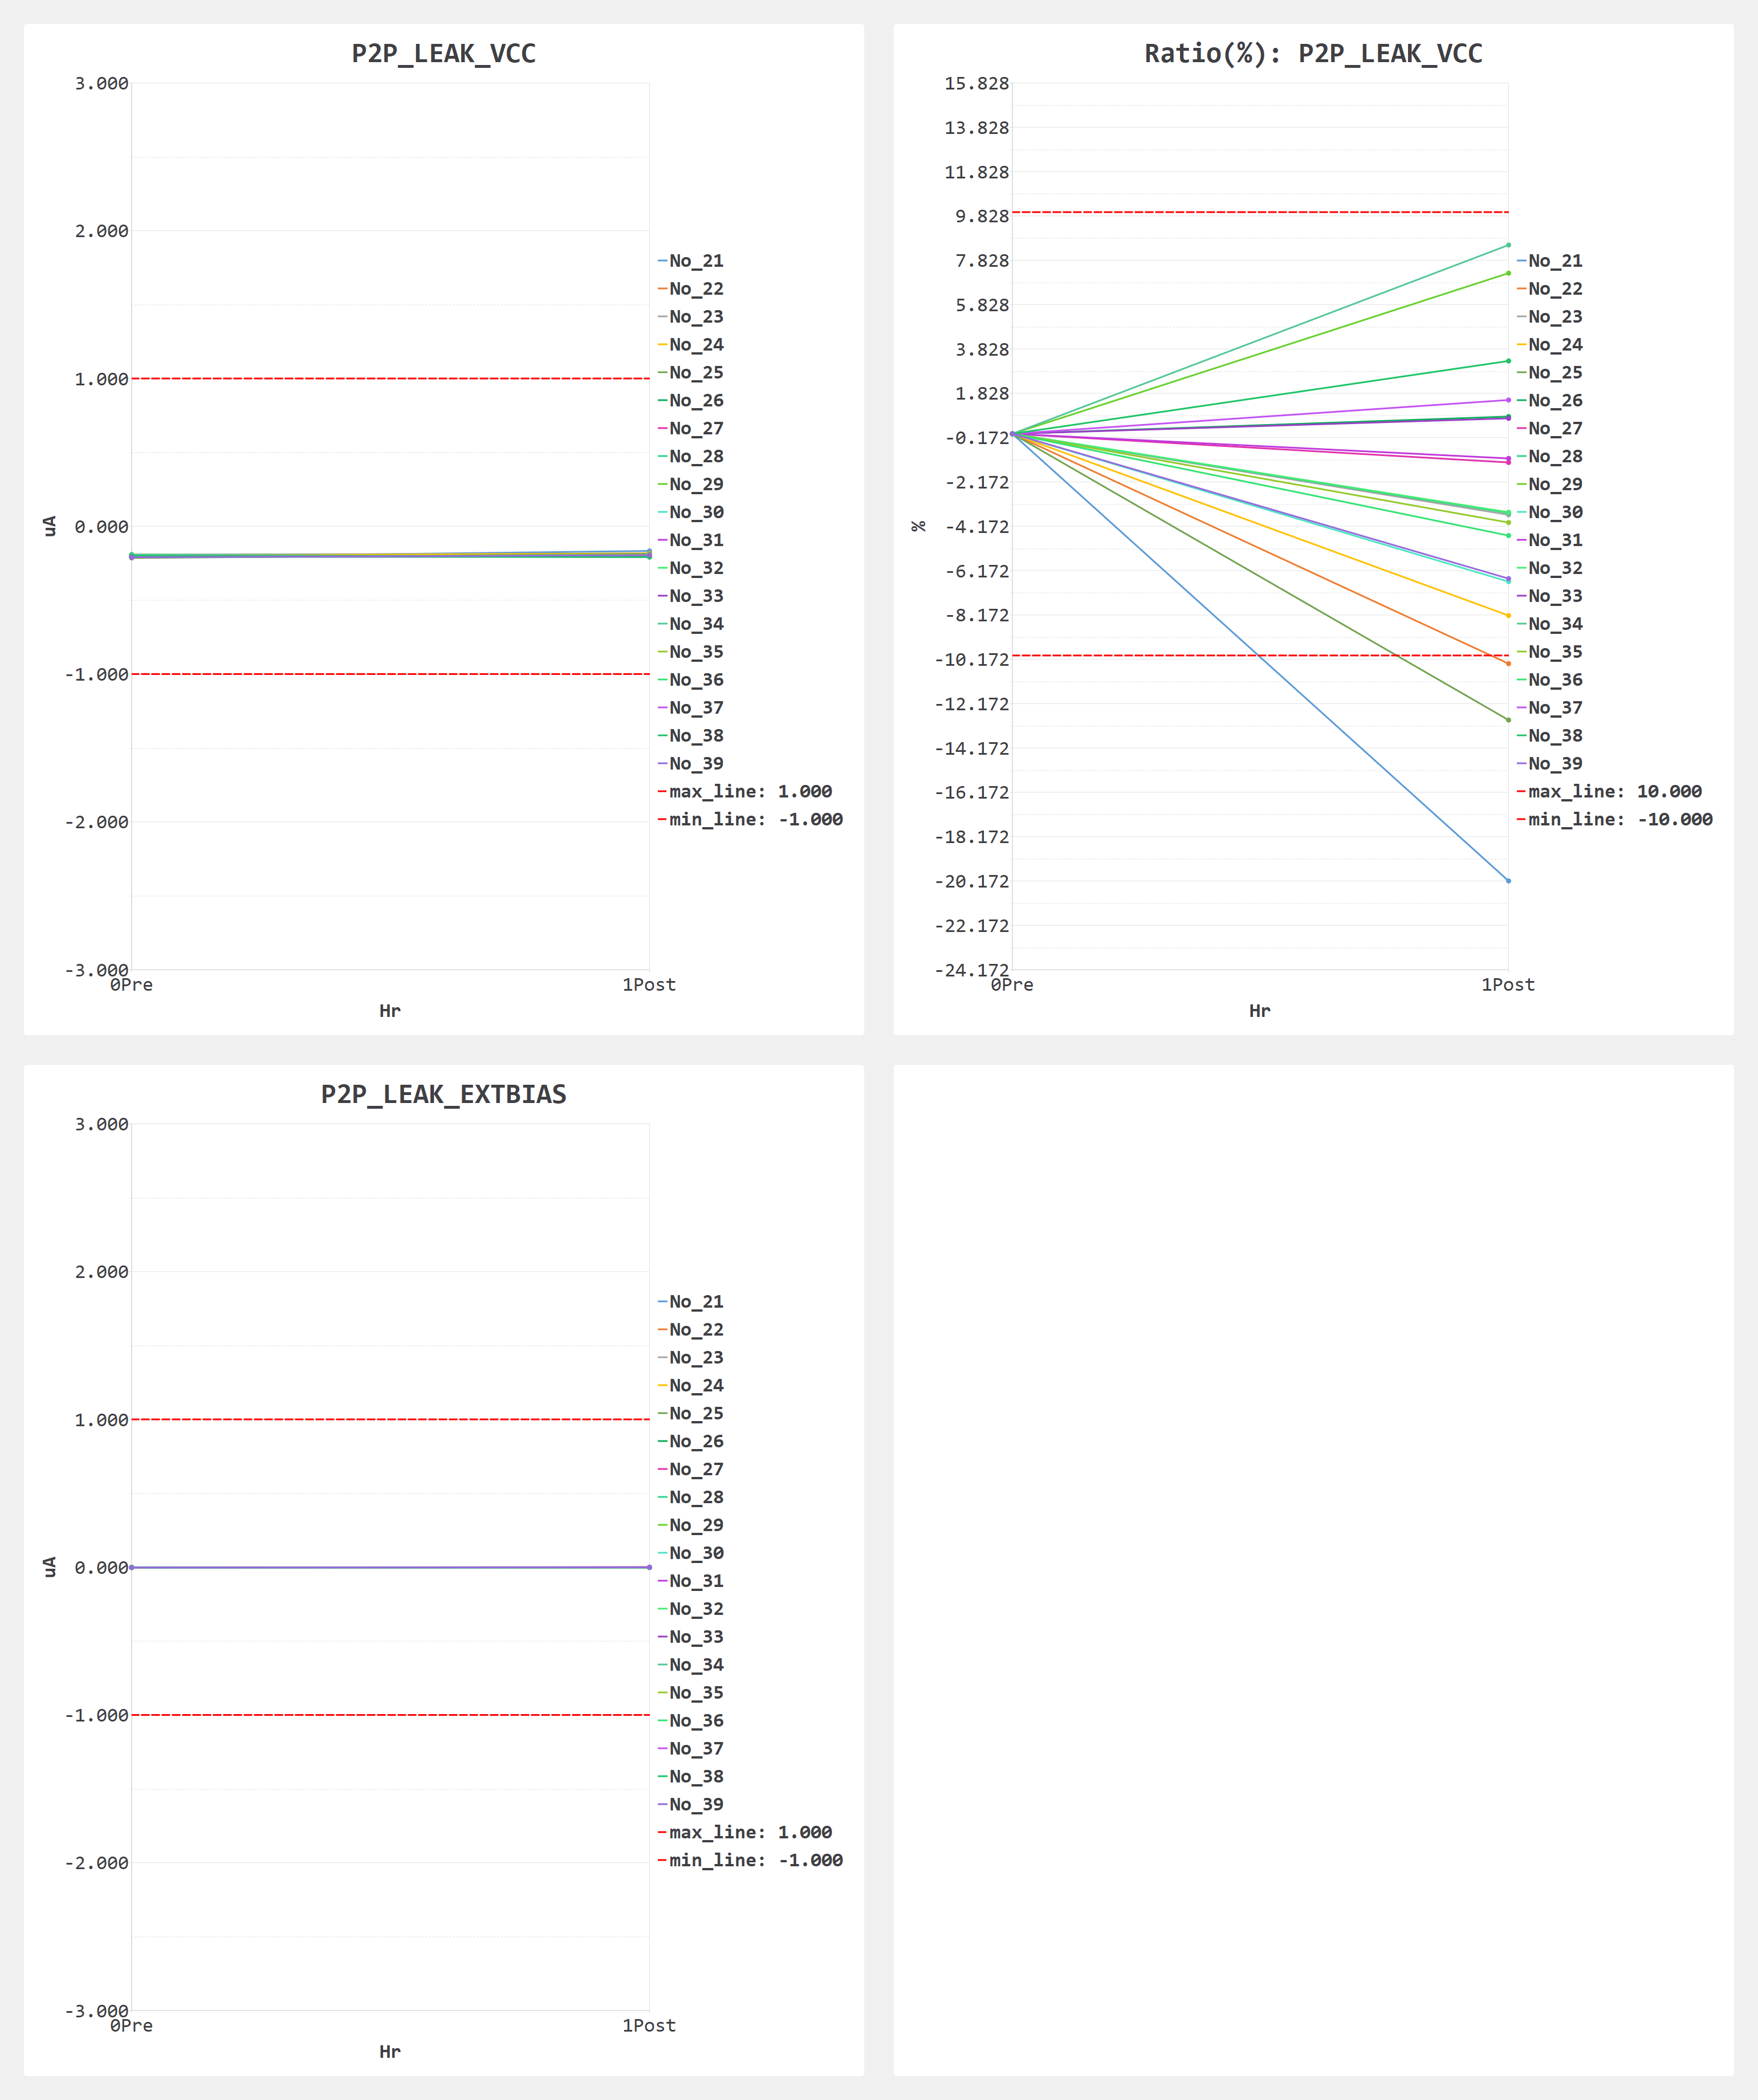 P2P_LEAK_VCC
3.000
2.000
1.000
0.000
-1.000
-2.000
-3.000
uA
0Pre
1Post
Hr
No_21
No_22
No_23
No_24
No_25
No_26
No_27
No_28
No_29
No_30
No_31
No_32
No_33
No_34
No_35
No_36
No_37
No_38
No_39
max_line: 1.000
min_line: -1.000
Ratio(%): P2P_LEAK_VCC
15.828
13.828
11.828
9.828
7.828
5.828
3.828
1.828
-0.172
-2.172
-4.172
-6.172
-8.172
-10.172
-12.172
-14.172
-16.172
-18.172
-20.172
-22.172
-24.172
%
0Pre
1Post
Hr
No_21
No_22
No_23
No_24
No_25
No_26
No_27
No_28
No_29
No_30
No_31
No_32
No_33
No_34
No_35
No_36
No_37
No_38
No_39
max_line: 10.000
min_line: -10.000
P2P_LEAK_EXTBIAS
3.000
2.000
1.000
0.000
-1.000
-2.000
-3.000
uA
0Pre
1Post
Hr
No_21
No_22
No_23
No_24
No_25
No_26
No_27
No_28
No_29
No_30
No_31
No_32
No_33
No_34
No_35
No_36
No_37
No_38
No_39
max_line: 1.000
min_line: -1.000